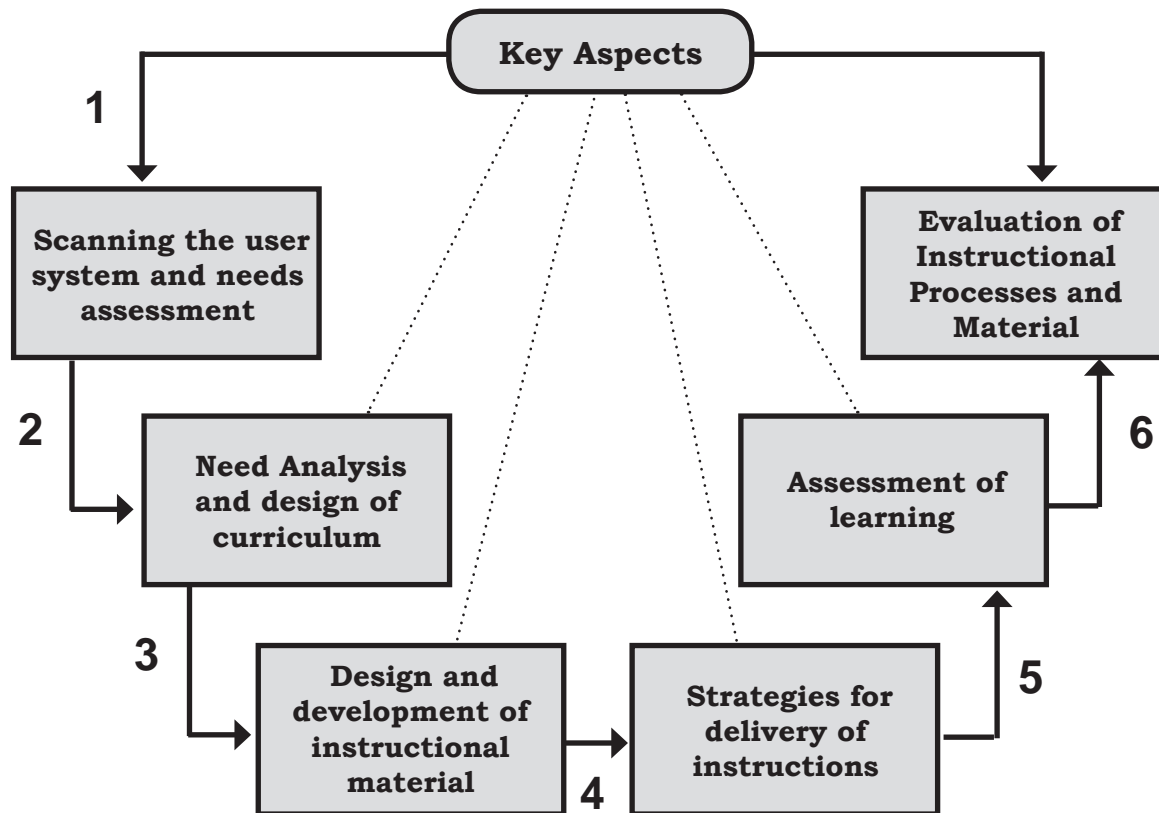 Key Aspects
1
Scanning the user
system and needs
assessment
2
Need Analysis
and design of
curriculum
3
Design and
development of
instructional
material
4
Strategies for
delivery of
instructions
5
Assessment of
learning
6
Evaluation of
Instructional
Processes and
Material